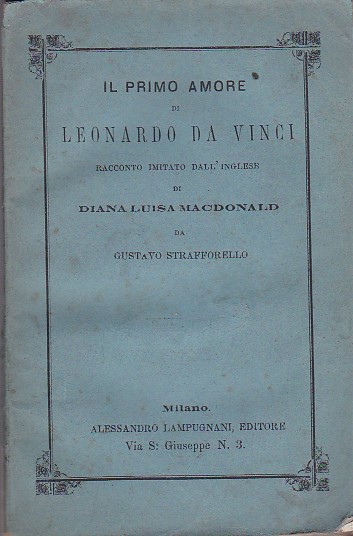 IL PRIMO AMORE
DI
LEONARDO DA VINCI
RACCONTO IMITATO DALL'INGLESE
DI
DIANA LUISA MACDONALD
DA
GUSTAVO STRAFFORELLO
Milano.
ALESSANDRO LAMPUGNANI, EDITORE
Via S: Giuseppe N. 3.